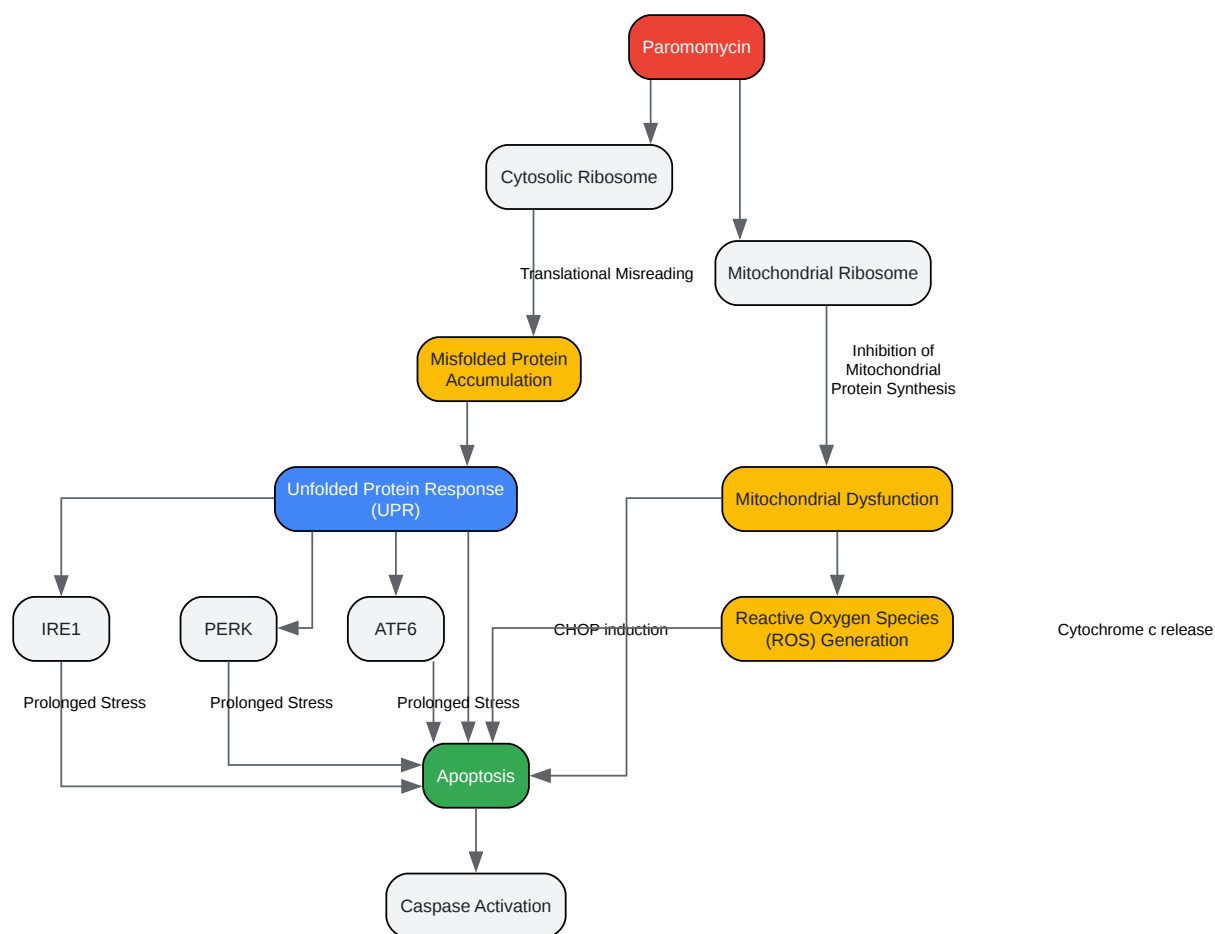 Paromomycin
Cytosolic Ribosome
Translational Misreading
Mitochondrial Ribosome
Misfolded Protein
Accumulation
Inhibition of
Mitochondrial
Protein Synthesis
Unfolded Protein Response
(UPR)
Mitochondrial Dysfunction
IRE1
PERK
ATF6
CHOP induction
Reactive Oxygen Species
(ROS) Generation
Cytochrome c release
Prolonged Stress
Prolonged Stress
Prolonged Stress
Apoptosis
Caspase Activation